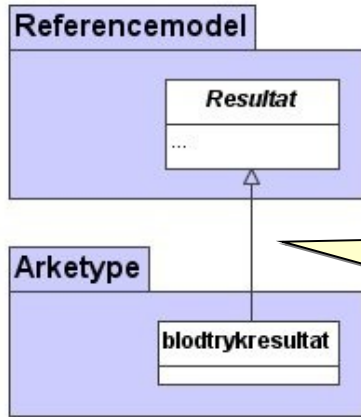 Referencemodel
Resultat
...
Arketype
blodtrykresultat